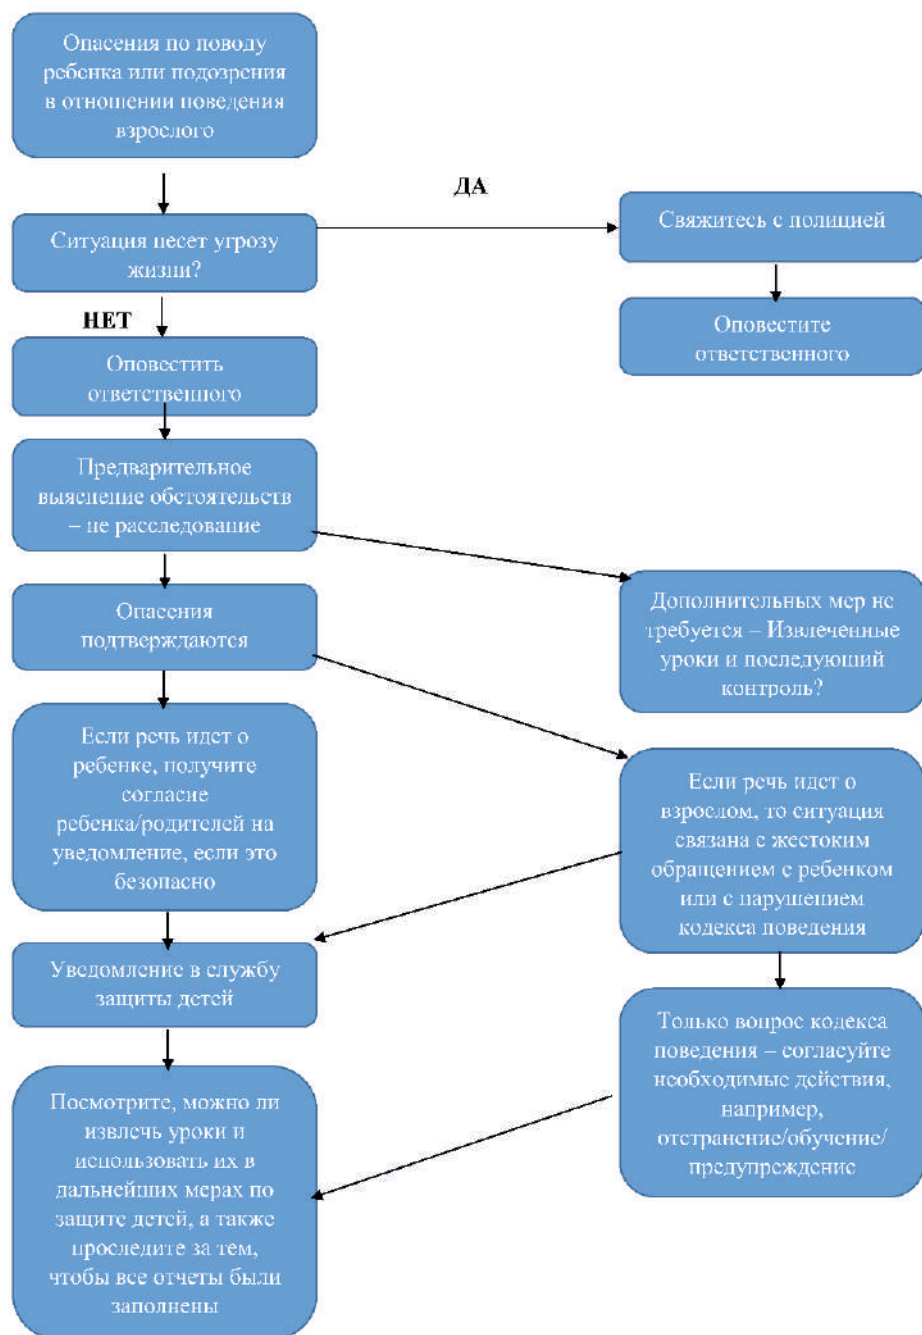 Опасения по поводу
ребенка или подозрения
в отношении поведения
взрослого
ДА
Ситуация несет угрозу
жизни?
Свяжитесь с полицией
НЕТ
Оповестите
ответственного
Оповестить
ответственного
Предварительное
выяснение обстоятельств
– не расследование
Опасения
подтверждаются
Дополнительных мер не
требуется – Извлеченные
уроки и последующий
контроль?
Если речь идет о
ребенке, получите
согласие
ребенка/родителей на
уведомление, если это
безопасно
Если речь идет о
взрослом, то ситуация
связана с жестоким
обращением с ребенком
или с нарушением
кодекса поведения
Уведомление в службу
защиты детей
Только вопрос кодекса
поведения – согласуйте
необходимые действия,
например,
отстранение/обучение/
предупреждение
Посмотрите, можно ли
извлечь уроки и
использовать их в
дальнейших мерах по
защите детей, а также
проследите за тем,
чтобы все отчеты были
заполнены